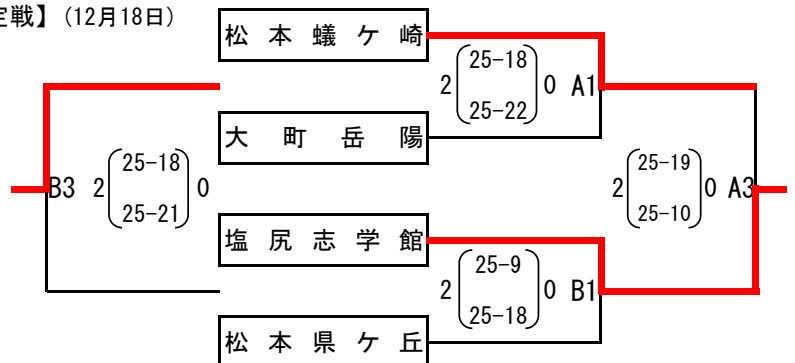 定戦】（12月18日）
松本蟻ケ崎
25-18
2 0 A1
25-22
大町岳陽
25-18
B3 2 0
25-21
25-19
2 0 A3
25-10
塩尻志学館
25-9
2 0 B1
25-18
松本県ケ丘